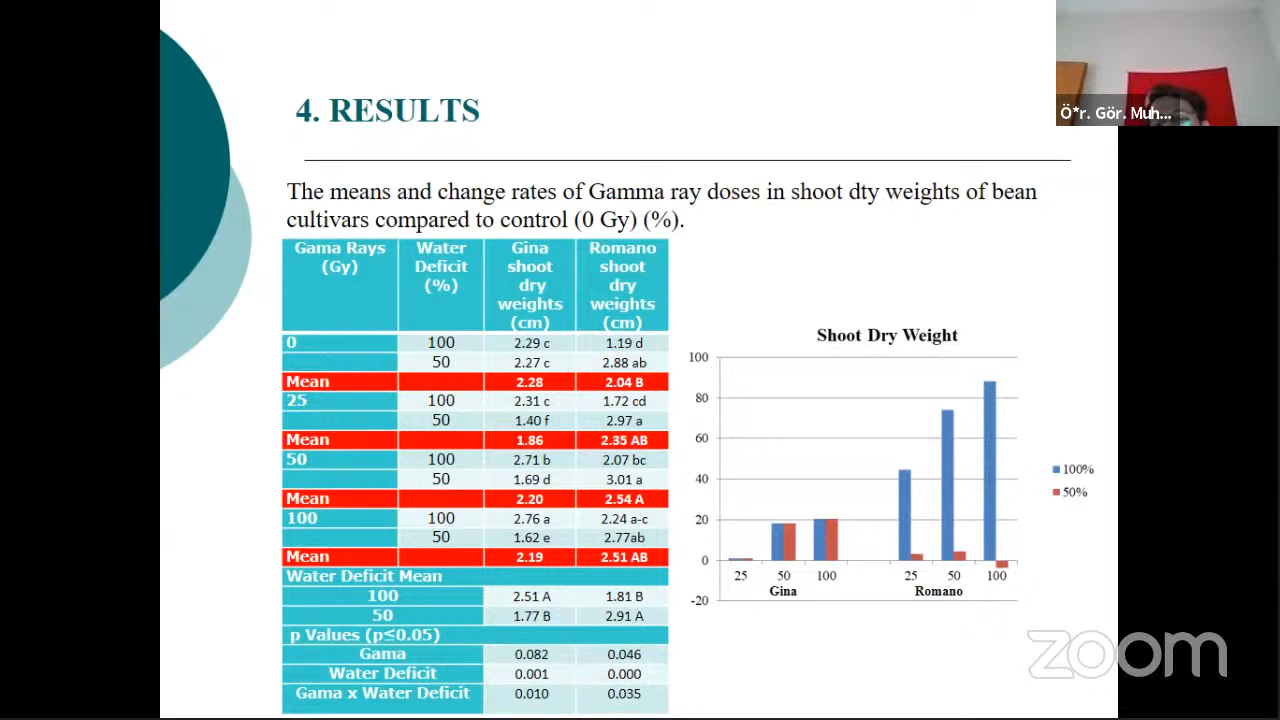 4. RESULTS
Ö*r. Gör. Muh...
The means and change rates of Gamma ray doses in shoot dty weights of bean
cultivars compared to control (0 Gy) (%).
Gama Rays (Gy) Water Deficit (%) Gina shoot dry weights (cm) Romano shoot dry weights (cm)
0 100 2.29 c 1.19 d
50 2.27 c 2.88 ab
Mean 2.28 2.04 B
25 100 2.31 c 1.72 cd
50 1.40 f 2.97 a
Mean 1.86 2.35 AB
50 100 2.71 b 2.07 bc
50 1.69 d 3.01 a
Mean 2.20 2.54 A
100 100 2.76 a 2.24 a-c
50 1.62 e 2.77ab
Mean 2.19 2.51 AB
Water Deficit Mean
100 2.51 A 1.81 B
50 1.77 B 2.91 A
p Values (p≤0.05)
Gama 0.082 0.046
Water Deficit 0.001 0.000
Gama x Water Deficit 0.010 0.035
Shoot Dry Weight
100
80
60
40
20
0
-20
25 50 100 25 50 100
Gina Romano
100%
50%
zoom